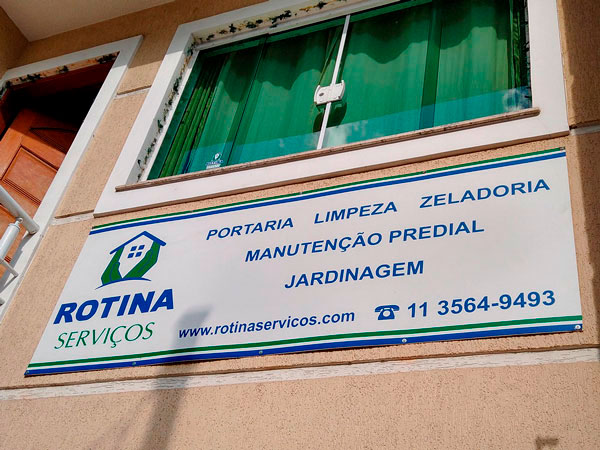 PORTARIA LIMPEZA ZELADORIA
MANUTENÇÃO PREDIAL
JARDINAGEM
ROTINA
SERVIÇOS
www.rotinaservicos.com ☎ 11 3564-9493